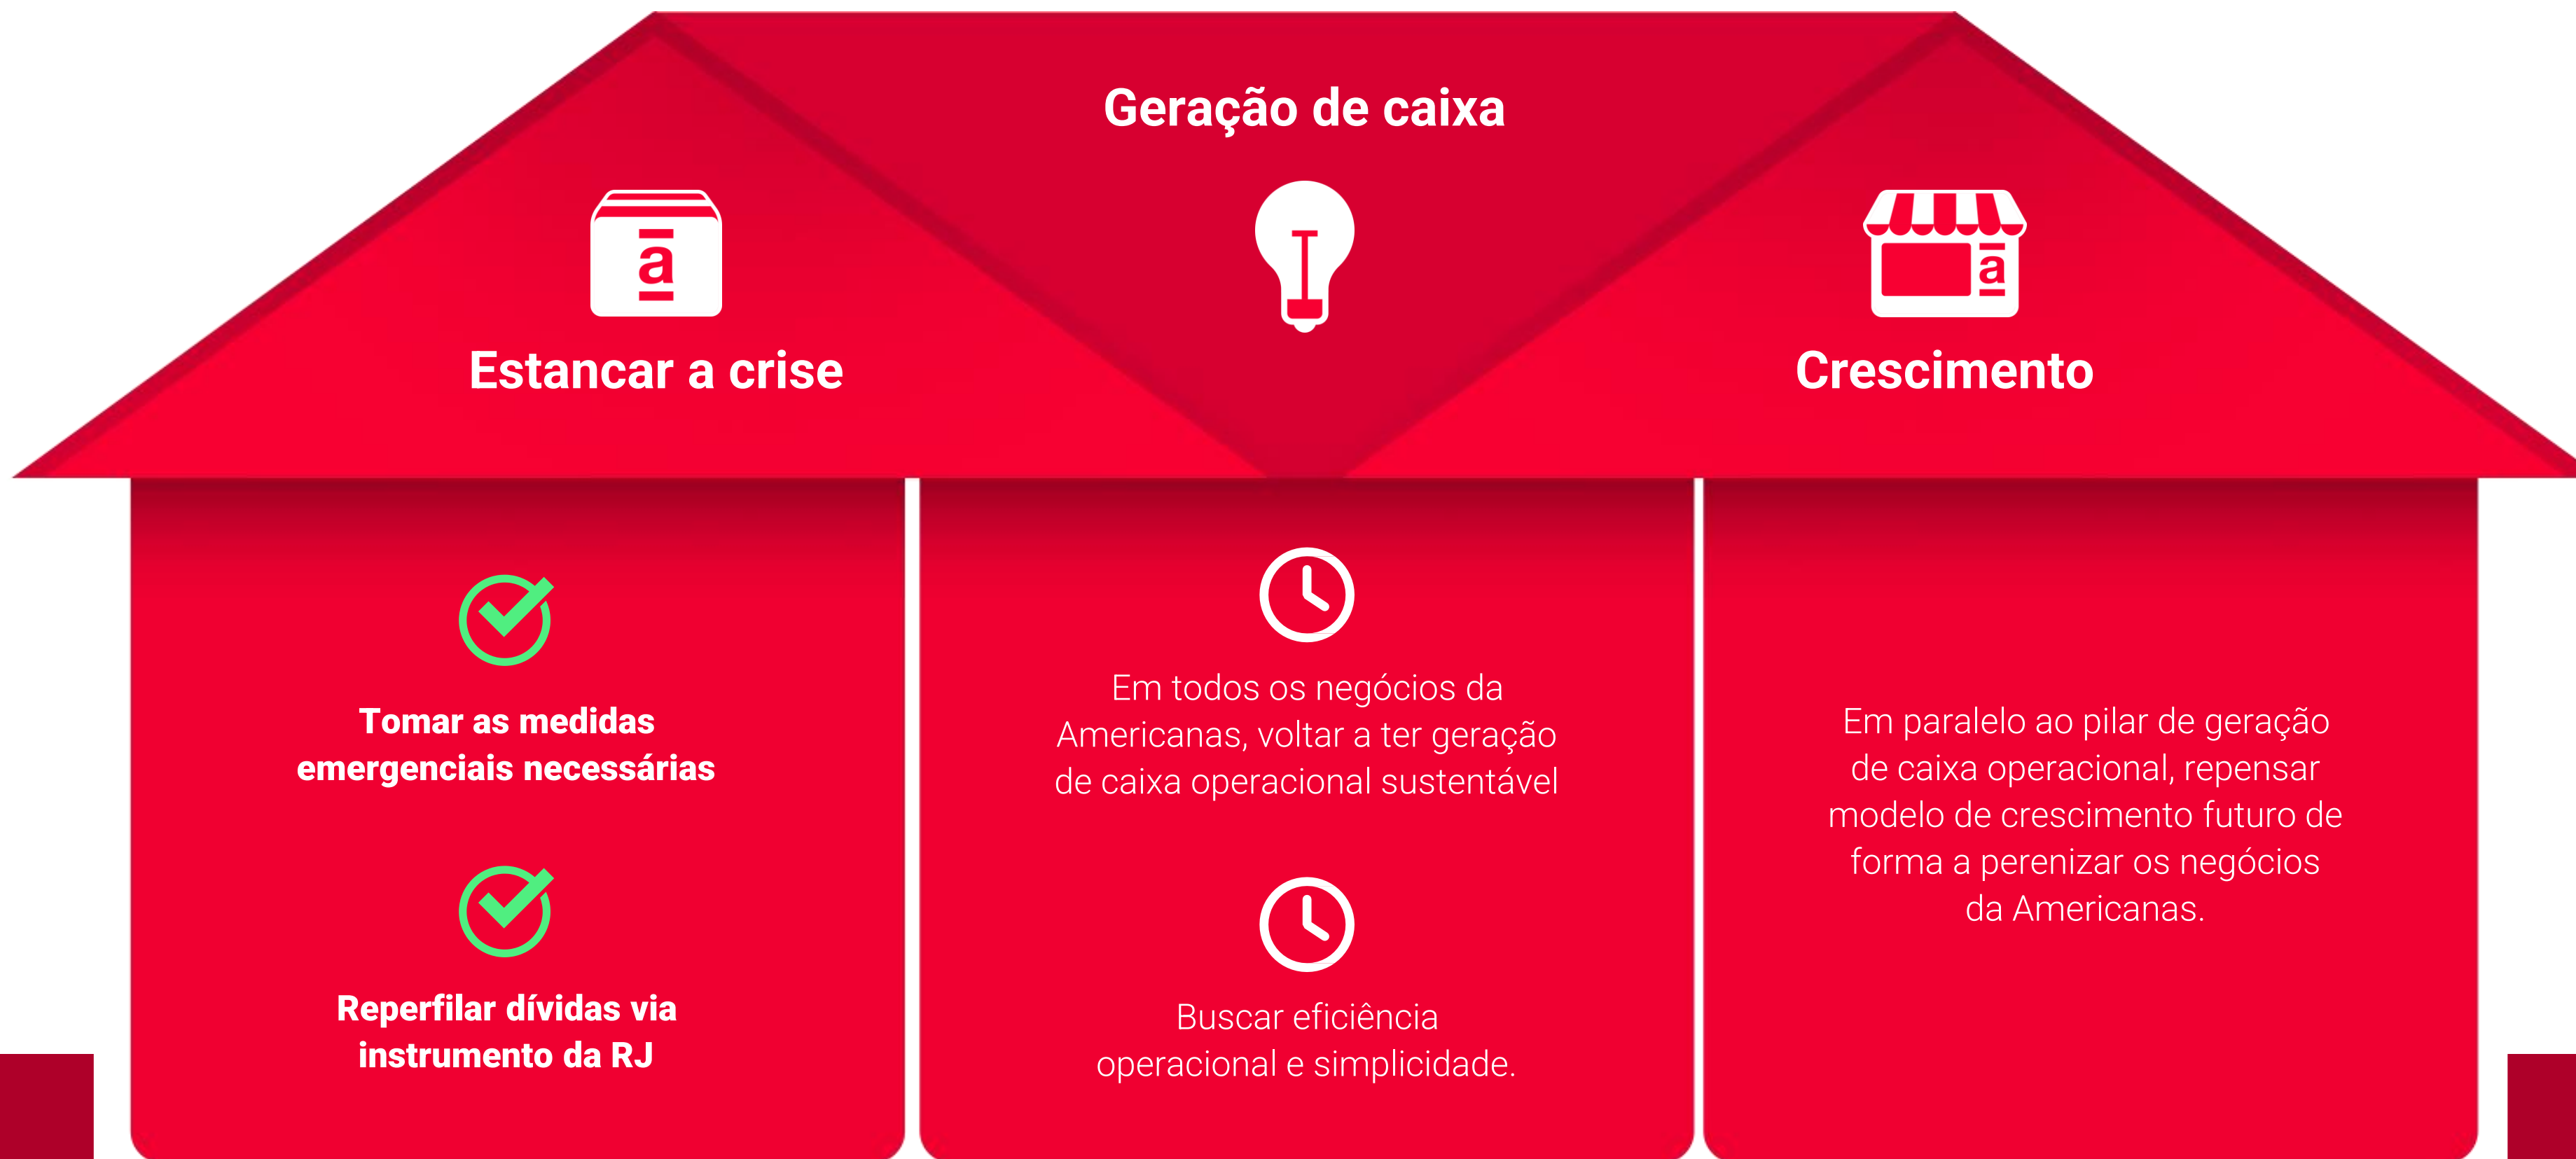 Geração de caixa
a
Estancar a crise
a
Crescimento
Tomar as medidas
emergenciais necessárias
Reperfilar dívidas via
instrumento da RJ
Em todos os negócios da
Americanas, voltar a ter geração
de caixa operacional sustentável
Buscar eficiência
operacional e simplicidade.
Em paralelo ao pilar de geração
de caixa operacional, repensar
modelo de crescimento futuro de
forma a perenizar os negócios
da Americanas.